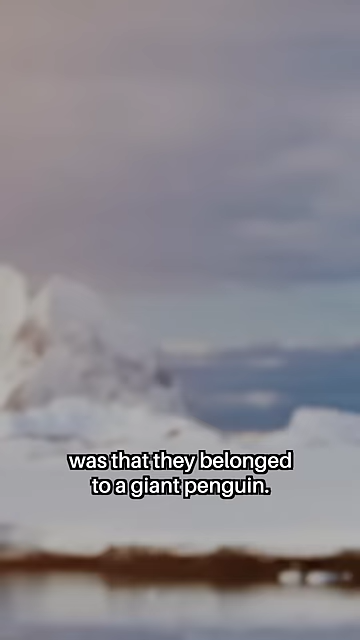 was that they belonged
to a giant penguin.